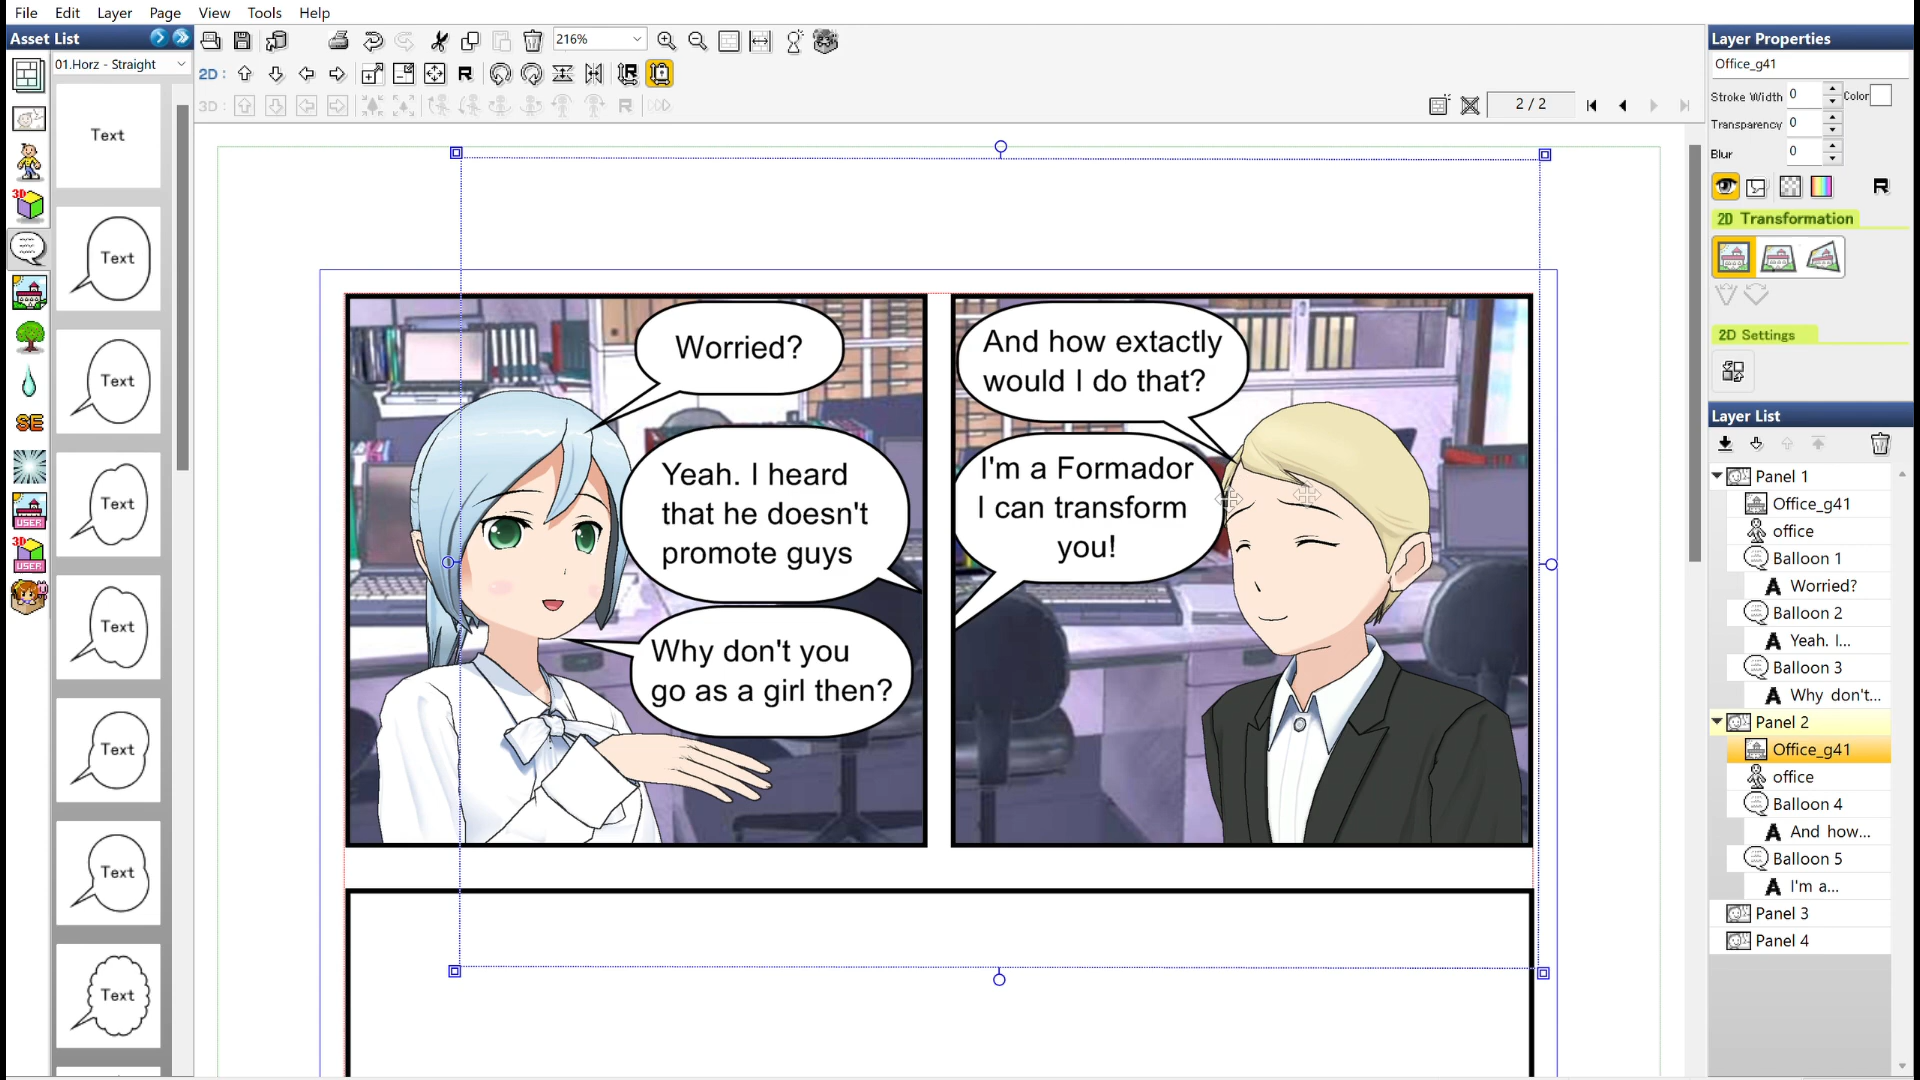 File Edit Layer Page View Tools Help
Asset List
01.Horz - Straight
216%
2D :
3D :
2 / 2
Text
Text
Text
Text
Text
Text
Text
Text
3D
SE
USER
3D
USER
Worried?
Yeah. I heard
that he doesn't
promote guys
Why don't you
go as a girl then?
And how extactly
would I do that?
I'm a Formador
I can transform
you!
Layer Properties
Office_g41
Stroke Width 0 Color
Transparency 0
Blur 0
2D Transformation
2D Settings
Layer List
Panel 1
Office_g41
office
Balloon 1
A Worried?
Balloon 2
A Yeah. I...
Balloon 3
A Why don't...
Panel 2
Office_g41
office
Balloon 4
A And how...
Balloon 5
A I'm a...
Panel 3
Panel 4